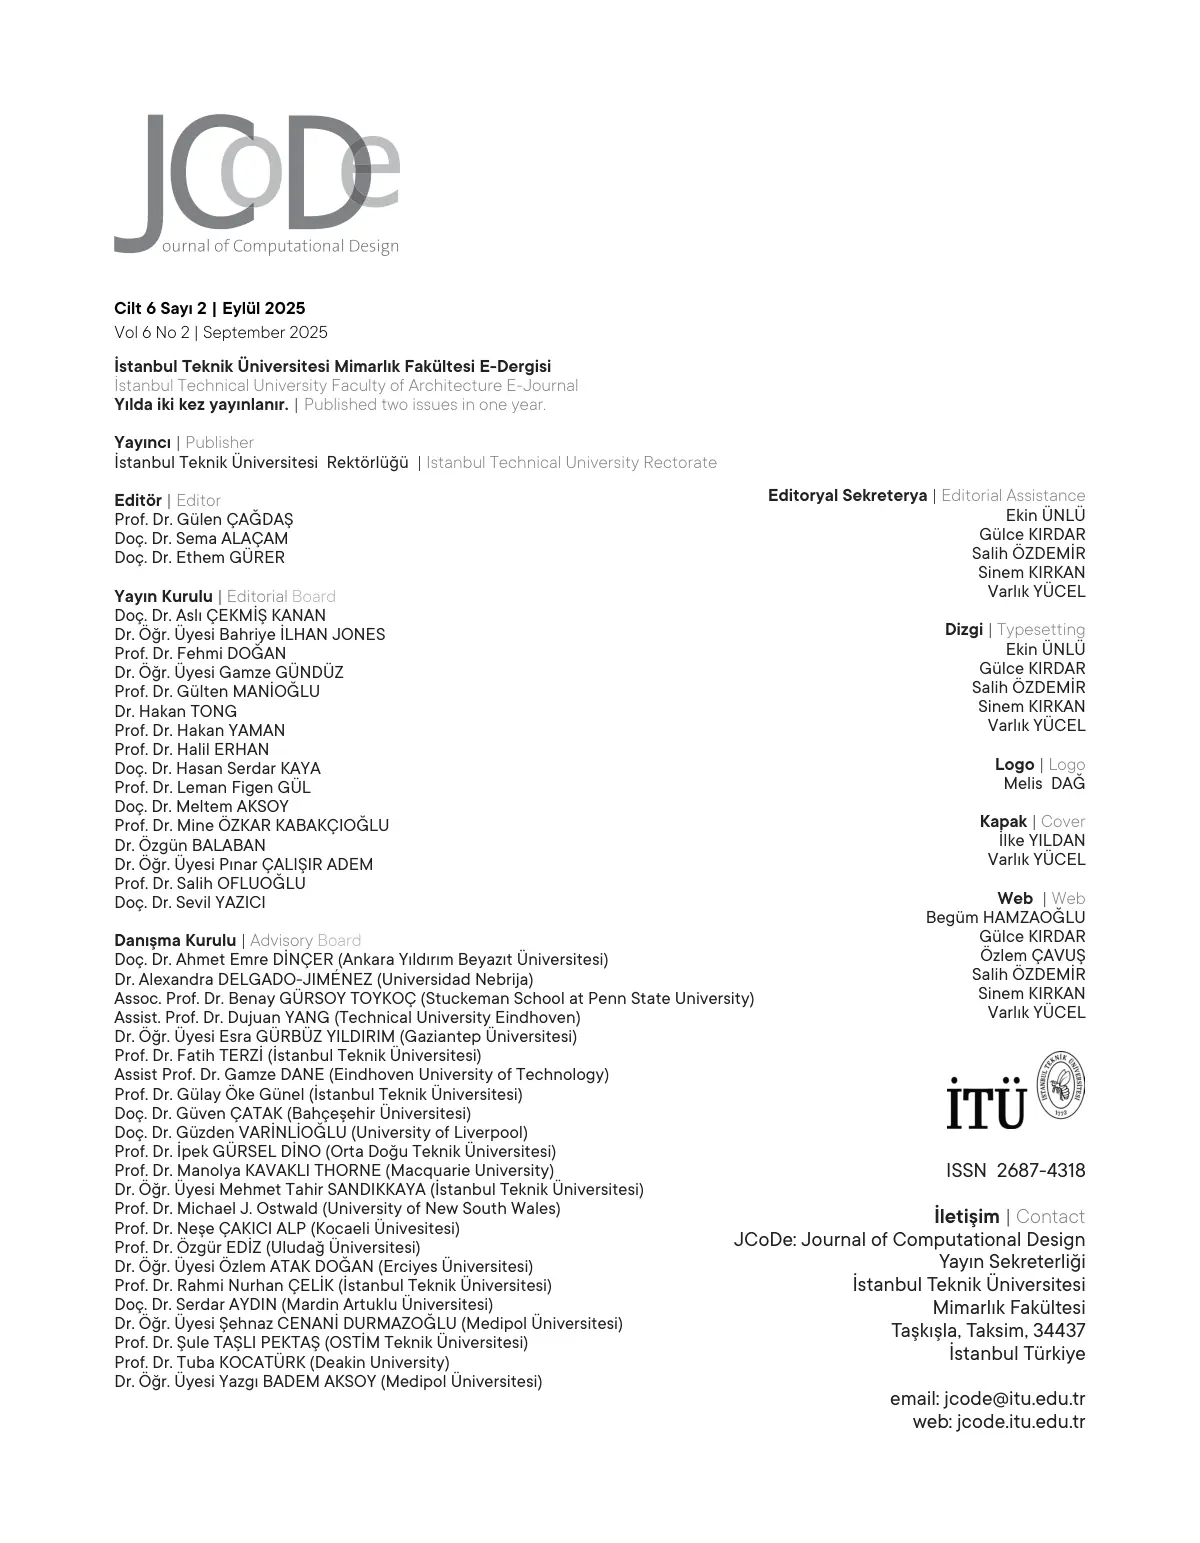 JCoDe
Journal of Computational Design
Cilt 6 Sayı 2 | Eylül 2025
Vol 6 No 2 | September 2025
İstanbul Teknik Üniversitesi Mimarlık Fakültesi E-Dergisi
İstanbul Technical University Faculty of Architecture E-Journal
Yılda iki kez yayınlanır. | Published two issues in one year.
Yayıncı | Publisher
İstanbul Teknik Üniversitesi Rektörlüğü | Istanbul Technical University Rectorate
Editör | Editor
Prof. Dr. Gülen ÇAĞDAŞ
Doç. Dr. Sema ALAÇAM
Doç. Dr. Ethem GÜRER
Yayın Kurulu | Editorial Board
Doç. Dr. Aslı ÇEKMİŞ KANAN
Dr. Öğr. Üyesi Bahriye İLHAN JONES
Prof. Dr. Fehmi DOĞAN
Dr. Öğr. Üyesi Gamze GÜNDÜZ
Prof. Dr. Gülten MANİOĞLU
Dr. Hakan TONG
Prof. Dr. Hakan YAMAN
Prof. Dr. Halil ERHAN
Doç. Dr. Hasan Serdar KAYA
Prof. Dr. Leman Figen GÜL
Doç. Dr. Meltem AKSOY
Prof. Dr. Mine ÖZKAR KABAKÇIOĞLU
Dr. Özgün BALABAN
Dr. Öğr. Üyesi Pınar ÇALIŞIR ADEM
Prof. Dr. Salih OFLUOĞLU
Doç. Dr. Sevil YAZICI
Danışma Kurulu | Advisory Board
Doç. Dr. Ahmet Emre DİNÇER (Ankara Yıldırım Beyazıt Üniversitesi)
Dr. Alexandra DELGADO-JIMÉNEZ (Universidad Nebrija)
Assoc. Prof. Dr. Benay GÜRSOY TOYKOÇ (Stuckeman School at Penn State University)
Assist. Prof. Dr. Dujuan YANG (Technical University Eindhoven)
Dr. Öğr. Üyesi Esra GÜRBÜZ YILDIRIM (Gaziantep Üniversitesi)
Prof. Dr. Fatih TERZİ (İstanbul Teknik Üniversitesi)
Assist Prof. Dr. Gamze DANE (Eindhoven University of Technology)
Prof. Dr. Gülay Öke Günel (İstanbul Teknik Üniversitesi)
Doç. Dr. Güven ÇATAK (Bahçeşehir Üniversitesi)
Doç. Dr. Güzden VARİNLİOĞLU (University of Liverpool)
Prof. Dr. İpek GÜRSEL DİNO (Orta Doğu Teknik Üniversitesi)
Prof. Dr. Manolya KAVAKLI THORNE (Macquarie University)
Dr. Öğr. Üyesi Mehmet Tahir SANDIKKAYA (İstanbul Teknik Üniversitesi)
Prof. Dr. Michael J. Ostwald (University of New South Wales)
Prof. Dr. Neşe ÇAKICI ALP (Kocaeli Ünivesitesi)
Prof. Dr. Özgür EDİZ (Uludağ Üniversitesi)
Dr. Öğr. Üyesi Özlem ATAK DOĞAN (Erciyes Üniversitesi)
Prof. Dr. Rahmi Nurhan ÇELİK (İstanbul Teknik Üniversitesi)
Doç. Dr. Serdar AYDIN (Mardin Artuklu Üniversitesi)
Dr. Öğr. Üyesi Şehnaz CENANİ DURMAZOĞLU (Medipol Üniversitesi)
Prof. Dr. Şule TAŞLI PEKTAŞ (OSTİM Teknik Üniversitesi)
Prof. Dr. Tuba KOCATÜRK (Deakin University)
Dr. Öğr. Üyesi Yazgı BADEM AKSOY (Medipol Üniversitesi)
Editoryal Sekreterya | Editorial Assistance
Ekin ÜNLÜ
Gülce KIRDAR
Salih ÖZDEMİR
Sinem KIRKAN
Varlık YÜCEL
Dizgi | Typesetting
Ekin ÜNLÜ
Gülce KIRDAR
Salih ÖZDEMİR
Sinem KIRKAN
Varlık YÜCEL
Logo | Logo
Melis DAĞ
Kapak | Cover
İlke YILDAN
Varlık YÜCEL
Web | Web
Begüm HAMZAOĞLU
Gülce KIRDAR
Özlem ÇAVUŞ
Salih ÖZDEMİR
Sinem KIRKAN
Varlık YÜCEL
İTÜ
İSTANBUL TEKNİK ÜNİVERSİTESİ
1773
ISSN 2687-4318
İletişim | Contact
JCoDe: Journal of Computational Design
Yayın Sekreterliği
İstanbul Teknik Üniversitesi
Mimarlık Fakültesi
Taşkışla, Taksim, 34437
İstanbul Türkiye
email: jcode@itu.edu.tr
web: jcode.itu.edu.tr